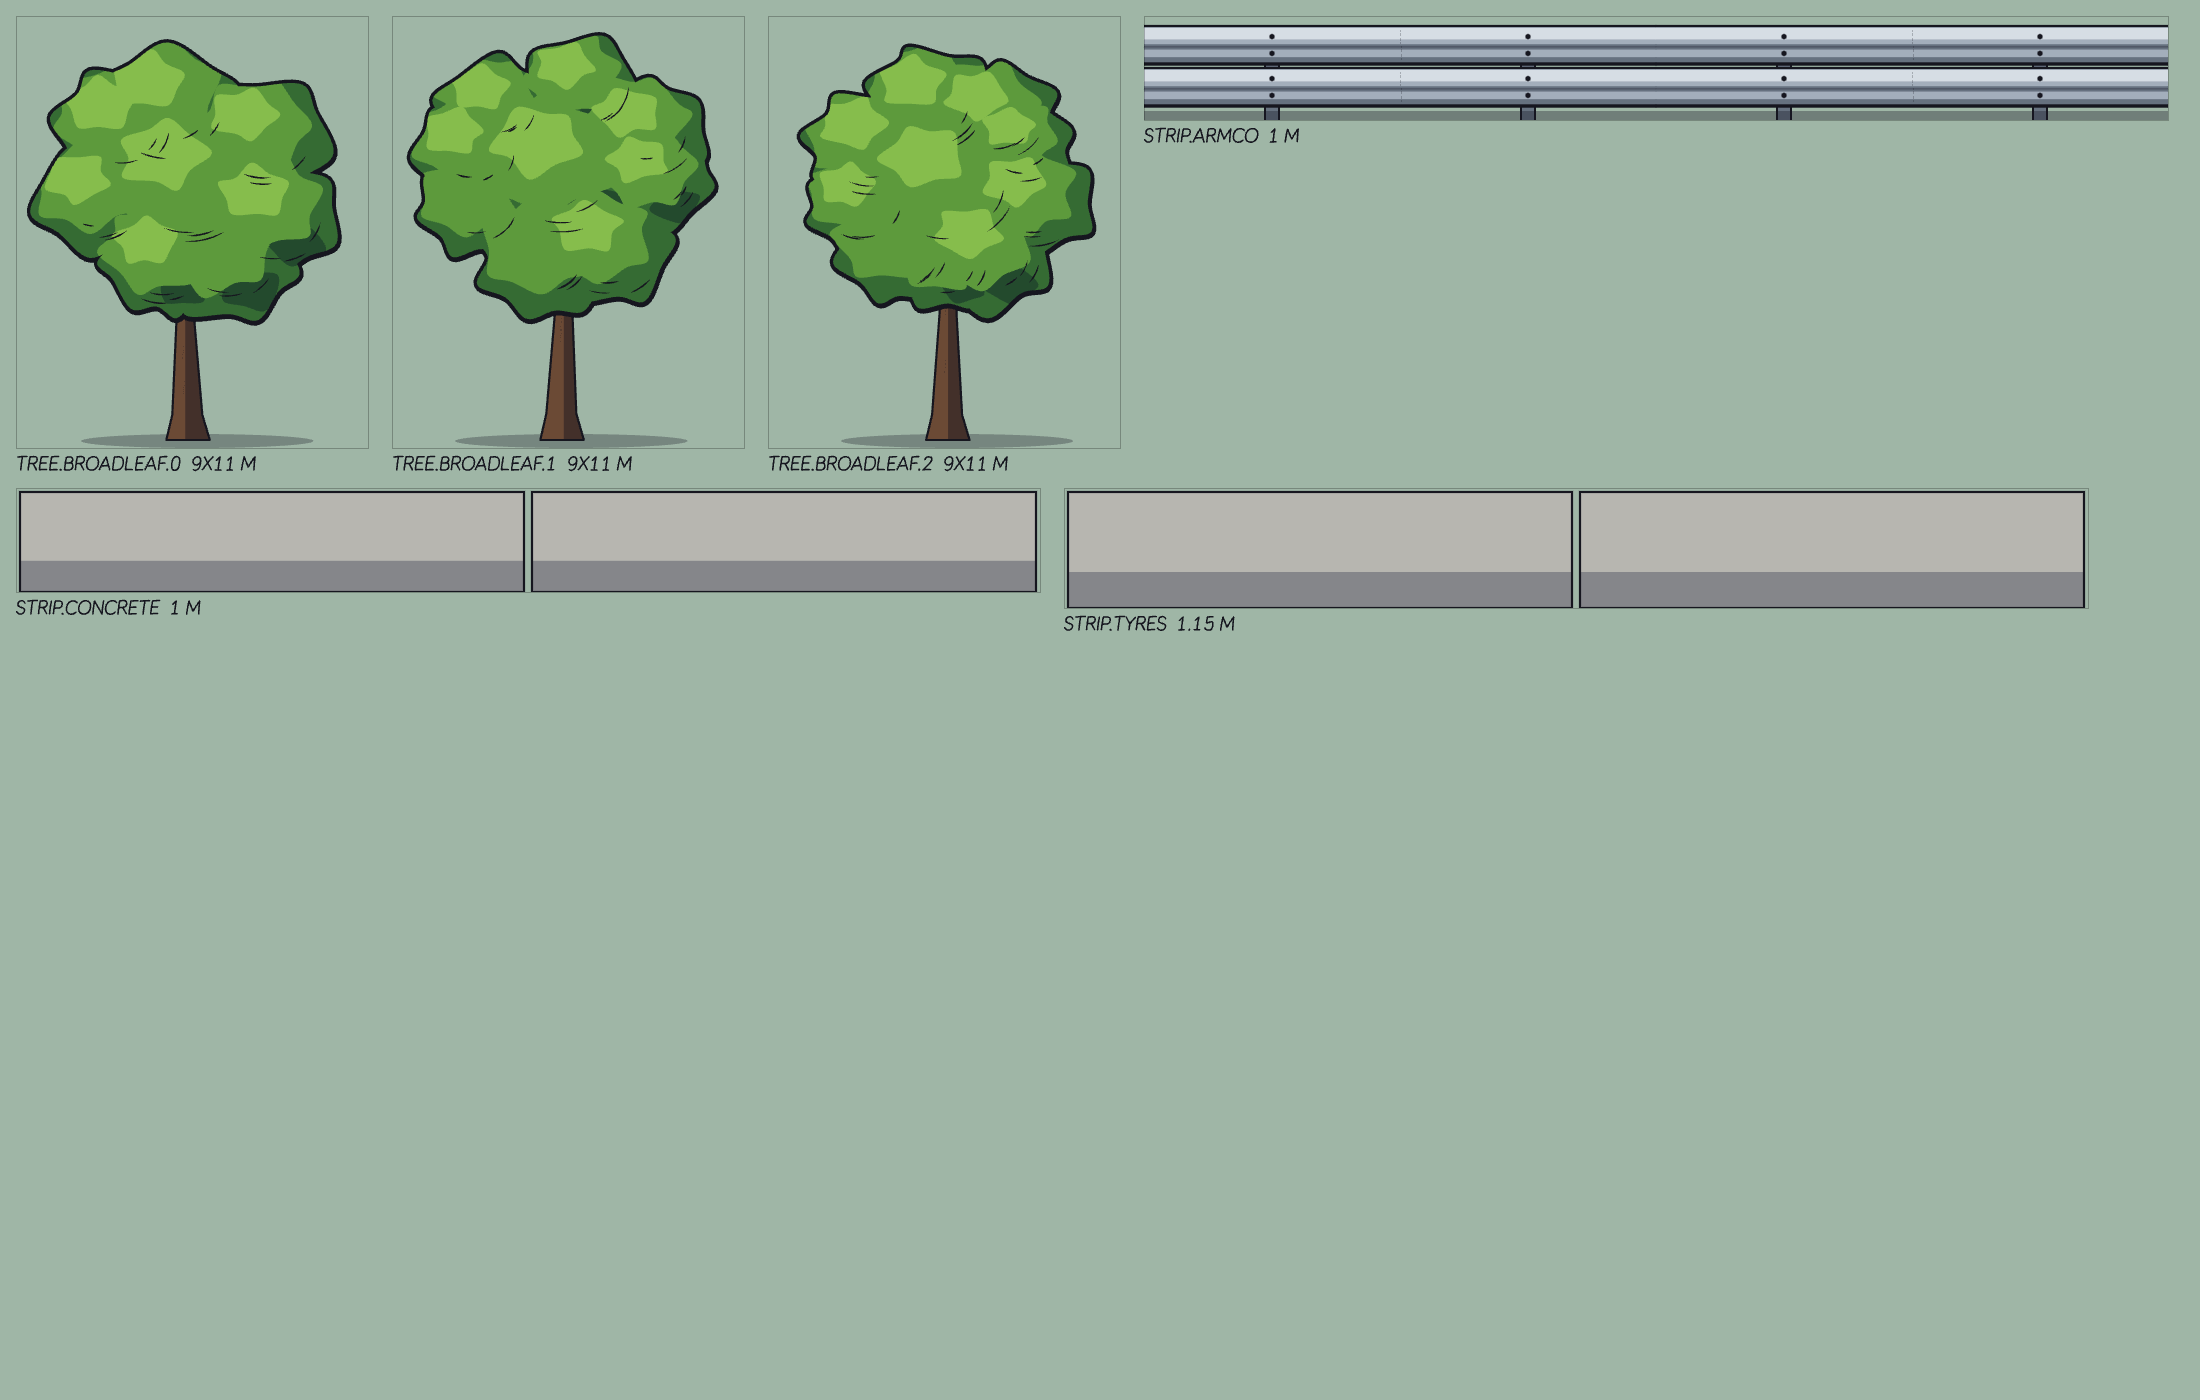 STRIP.ARMCO 1 M
TREE.BROADLEAF.0 9X11 M
TREE.BROADLEAF.1 9X11 M
TREE.BROADLEAF.2 9X11 M
STRIP.CONCRETE 1 M
STRIP.TYRES 1.15 M